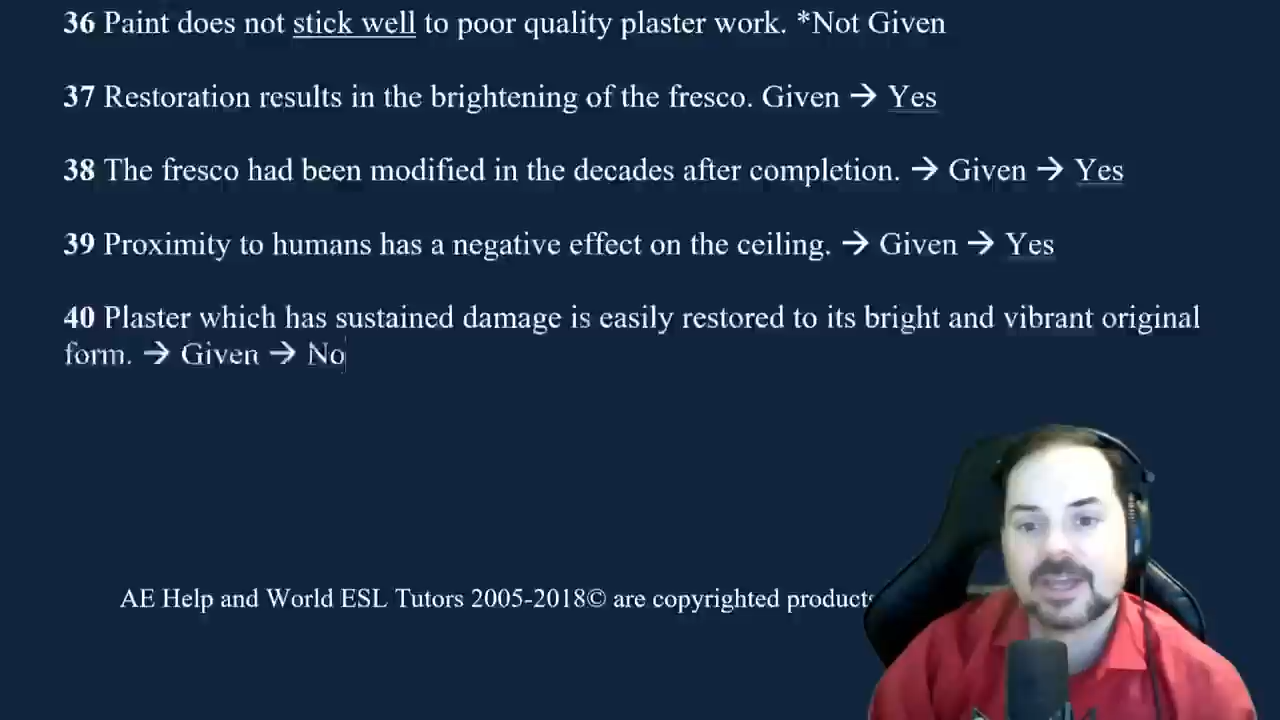 36 Paint does not stick well to poor quality plaster work. *Not Given
37 Restoration results in the brightening of the fresco. Given → Yes
38 The fresco had been modified in the decades after completion. → Given → Yes
39 Proximity to humans has a negative effect on the ceiling. → Given → Yes
40 Plaster which has sustained damage is easily restored to its bright and vibrant original
form. → Given → No
AE Help and World ESL Tutors 2005-2018© are copyrighted products